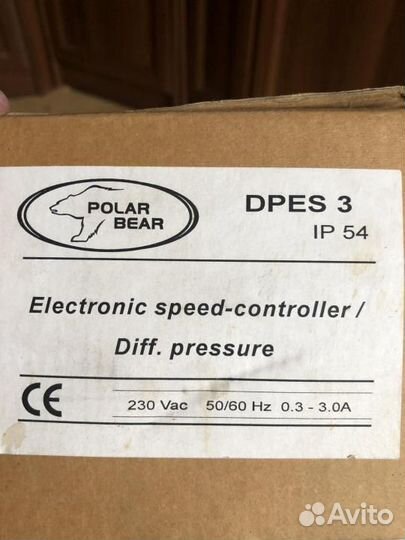 POLAR
BEAR
DPES 3
IP 54
Electronic speed-controller /
Diff. pressure
CE
230 Vac 50/60 Hz 0.3 - 3.0A
Avito